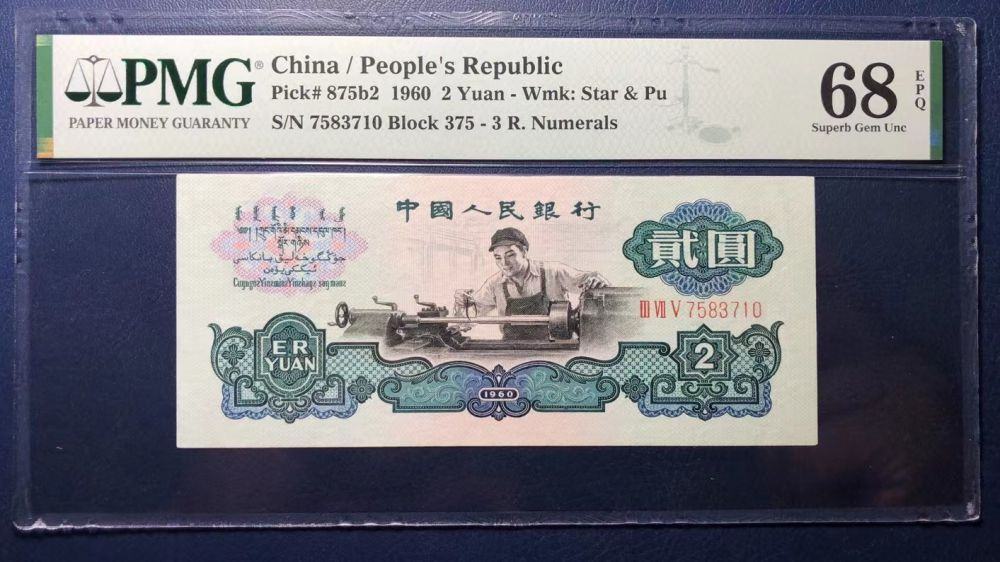 PMG®
PAPER MONEY GUARANTY
China / People's Republic
Pick# 875b2 1960 2 Yuan - Wmk: Star & Pu
S/N 7583710 Block 375 - 3 R. Numerals
68 EPQ
Superb Gem Unc
中國人民銀行
貳圓
Ⅲ Ⅶ Ⅴ 7583710
E.R
YUAN
2
1960